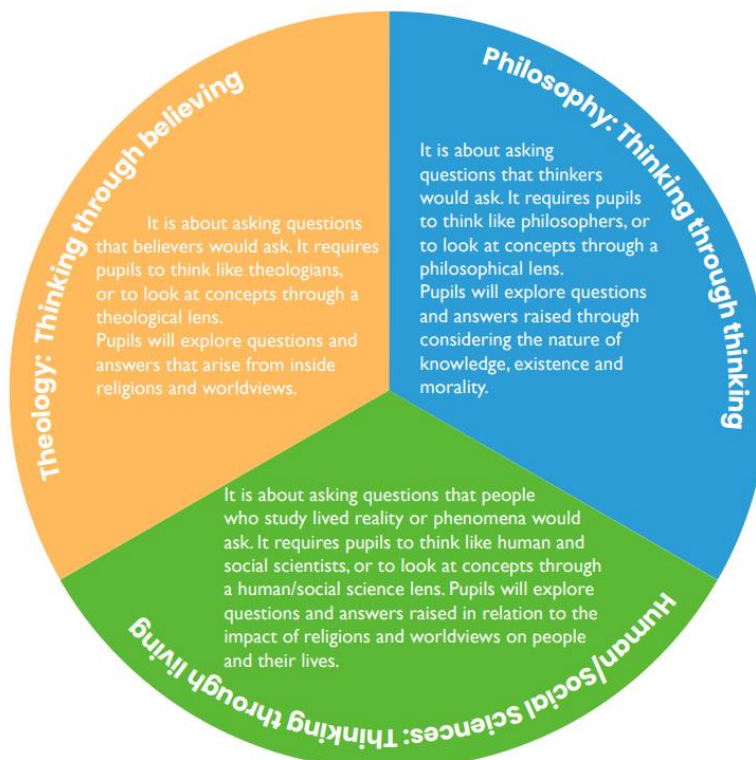 Theology: Thinking through believing
It is about asking questions
that believers would ask. It requires
pupils to think like theologians,
or to look at concepts through a
theological lens.
Pupils will explore questions and
answers that arise from inside
religions and worldviews.
Philosophy: Thinking through thinking
It is about asking
questions that thinkers
would ask. It requires pupils
to think like philosophers, or
to look at concepts through a
philosophical lens.
Pupils will explore questions
and answers raised through
considering the nature of
knowledge, existence and
morality.
It is about asking questions that people
who study lived reality or phenomena would
ask. It requires pupils to think like human and
social scientists, or to look at concepts through
a human/social science lens. Pupils will explore
questions and answers raised in relation to the
impact of religions and worldviews on people
and their lives.
Human/Social Sciences: Thinking through living